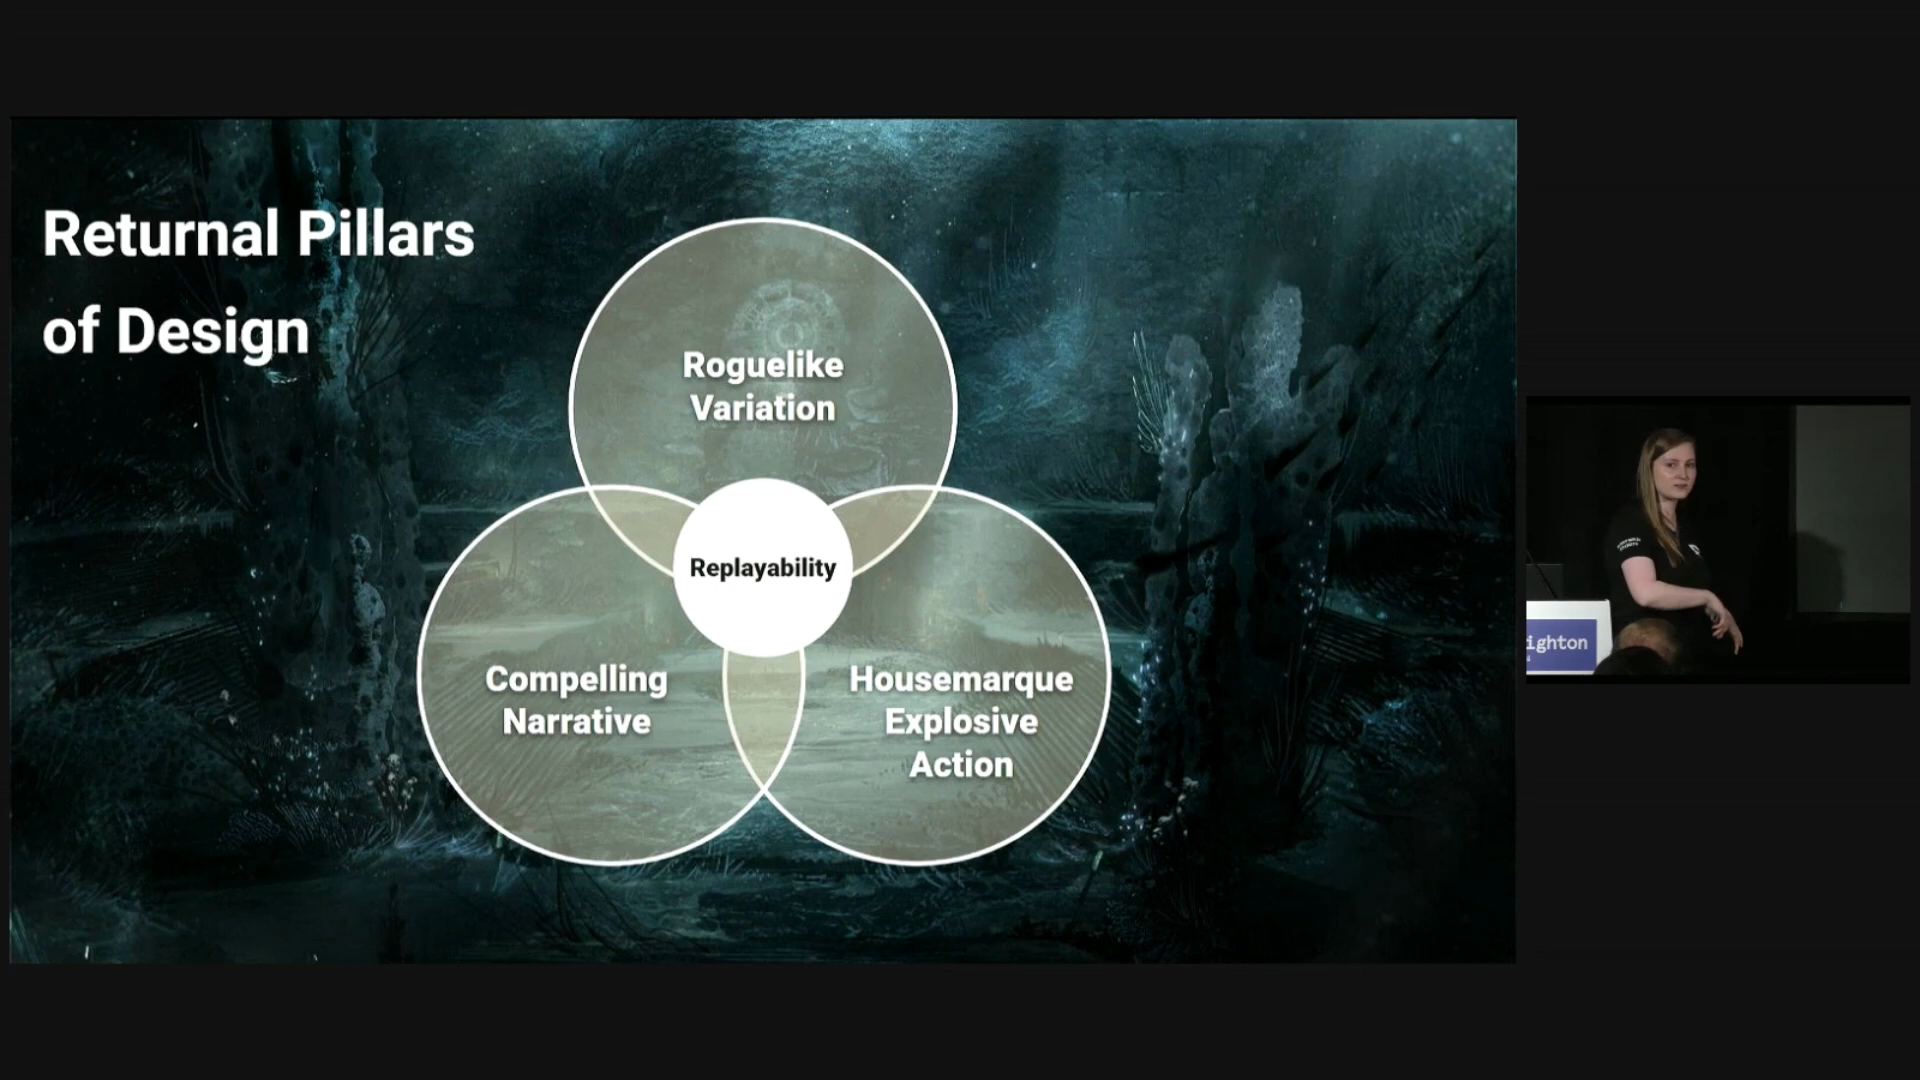 Returnal Pillars
of Design
Roguelike
Variation
Replayability
Compelling
Narrative
Housemarque
Explosive
Action
ighton